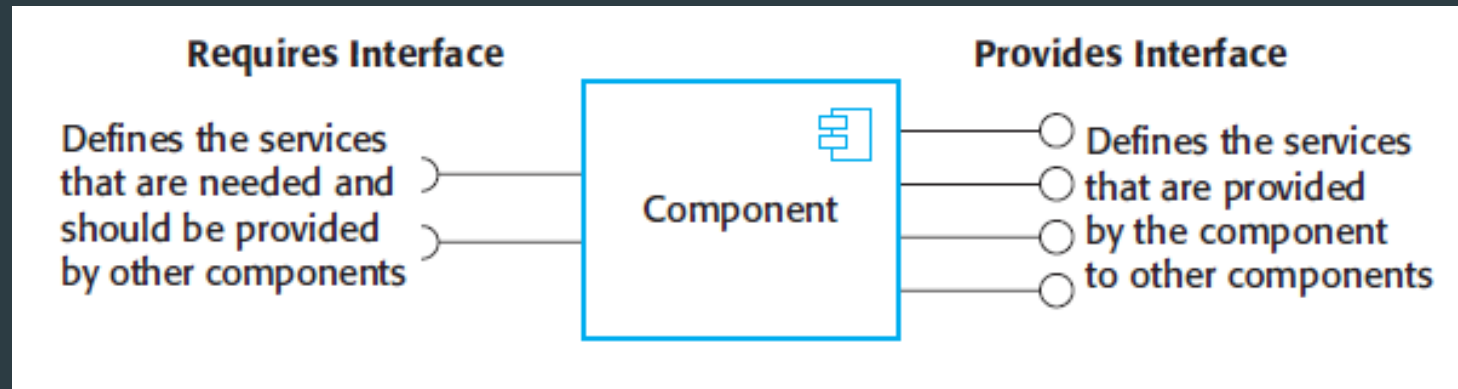 Requires Interface
Defines the services
that are needed and
should be provided
by other components
Component
Provides Interface
Defines the services
that are provided
by the component
to other components